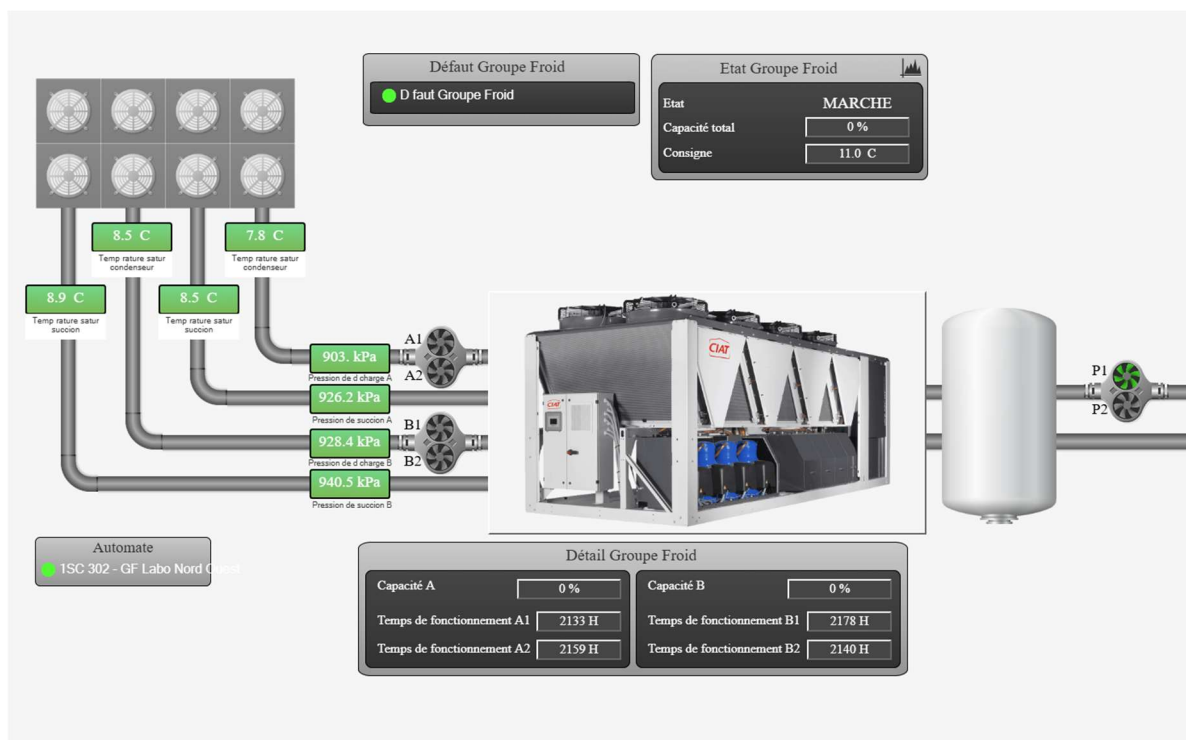 Défaut Groupe Froid
D faut Groupe Froid
Etat Groupe Froid
Etat MARCHE
Capacité total 0 %
Consigne 11.0 C
8.5 C
Temp rature satur
condenseur
7.8 C
Temp rature satur
condenseur
8.9 C
Temp rature satur
succion
8.5 C
Temp rature satur
succion
A1
903. kPa
Pression de d charge A
A2
926.2 kPa
Pression de succion A
B1
928.4 kPa
Pression de d charge B
B2
940.5 kPa
Pression de succion B
CIAT
CIAT
P1
P2
Automate
1SC 302 - GF Labo Nord Ouest
Détail Groupe Froid
Capacité A 0 %
Temps de fonctionnement A1 2133 H
Temps de fonctionnement A2 2159 H
Capacité B 0 %
Temps de fonctionnement B1 2178 H
Temps de fonctionnement B2 2140 H